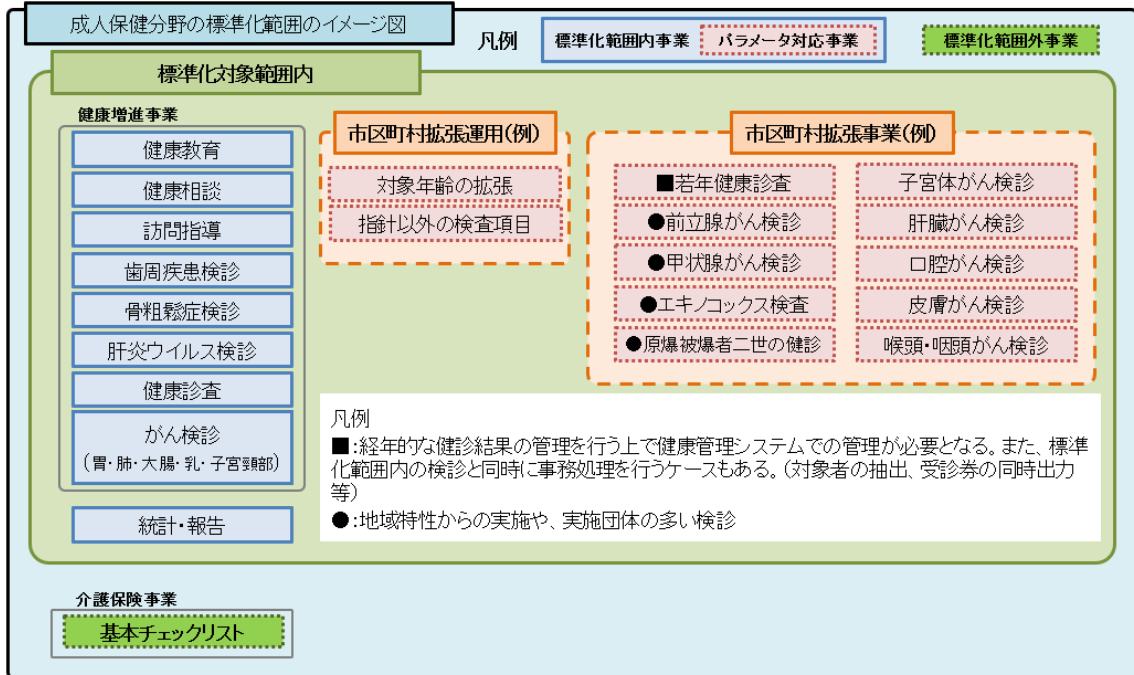 成人保健分野の標準化範囲のイメージ図
凡例
標準化範囲内事業
パラメータ対応事業
標準化範囲外事業
標準化対象範囲内
健康増進事業
健康教育
健康相談
訪問指導
歯周疾患検診
骨粗鬆症検診
肝炎ウイルス検診
健康診査
がん検診
(胃・肺・大腸・乳・子宮頸部)
統計・報告
市区町村拡張運用(例)
対象年齢の拡張
指針以外の検査項目
市区町村拡張事業(例)
■若年健康診査
●前立腺がん検診
●甲状腺がん検診
●エキノコックス検査
●原爆被爆者二世の健診
子宮体がん検診
肝臓がん検診
口腔がん検診
皮膚がん検診
喉頭・咽頭がん検診
凡例
■:経年的な健診結果の管理を行う上で健康管理システムでの管理が必要となる。また、標準
化範囲内の検診と同時に事務処理を行うケースもある。(対象者の抽出、受診券の同時出力
等)
●:地域特性からの実施や、実施団体の多い検診
介護保険事業
基本チェックリスト